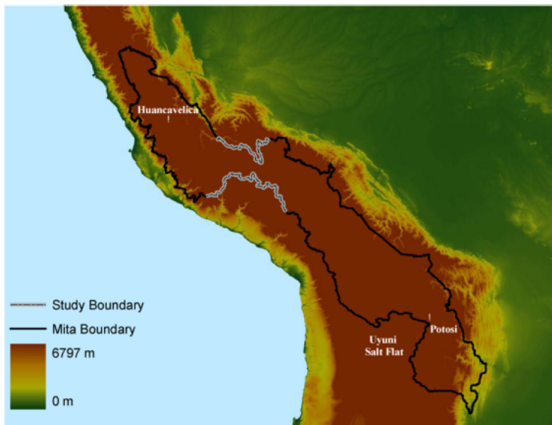 Huancavelica
Study Boundary
Mita Boundary
6797 m
0 m
Uyuni
Salt Flat
Potosi